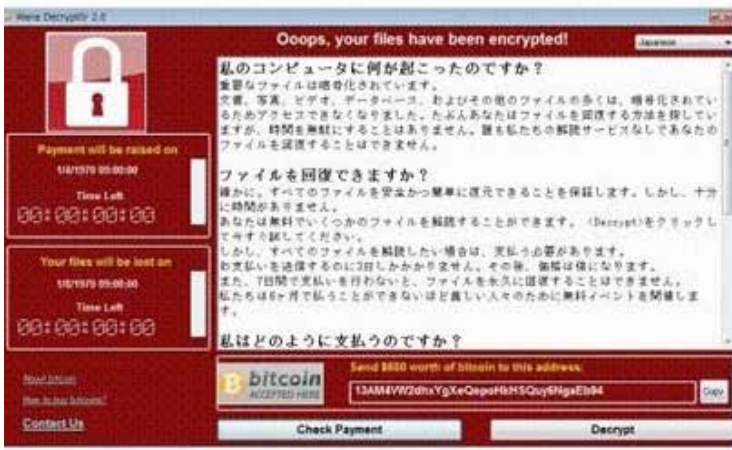 Wana Decrypt0r 2.0
Ooops, your files have been encrypted!
Japanese
Payment will be raised on
1/4/1970 09:00:00
Time Left
00:00:00:00
Your files will be lost on
1/8/1970 09:00:00
Time Left
00:00:00:00
About bitcoin
How to buy bitcoins?
Contact Us
私のコンピュータに何が起こったのですか？
重要なファイルは暗号化されています。
文書、写真、ビデオ、データベース、およびその他のファイルの多くは、暗号化されてい
るためアクセスできなくなりました。たぶんあなたはファイルを回復する方法を探してい
ますが、時間を無駄にすることはありません。誰も私たちの解読サービスなしであなたの
ファイルを回復することはできません。
ファイルを回復できますか？
確かに。すべてのファイルを安全かつ簡単に復元できることを保証します。しかし、十分
に時間がありません。
あなたは無料でいくつかのファイルを解読することができます。〈Decrypt〉をクリックし
て今すぐ試してください。
しかし、すべてのファイルを解読したい場合は、支払う必要があります。
お支払いを送信するのに3日しかかかりません。その後、価格は倍になります。
また、7日間で支払いを行わないと、ファイルを永久に回復することはできません。
私たちは6ヶ月で払うことができないほど貧しい人々のために無料イベントを開催しま
す。
私はどのように支払うのですか？
bitcoin
ACCEPTED HERE
Send $600 worth of bitcoin to this address:
13AM4VW2dhxYgXeQepoHkHSQuy6NgaEb94
Copy
Check Payment
Decrypt